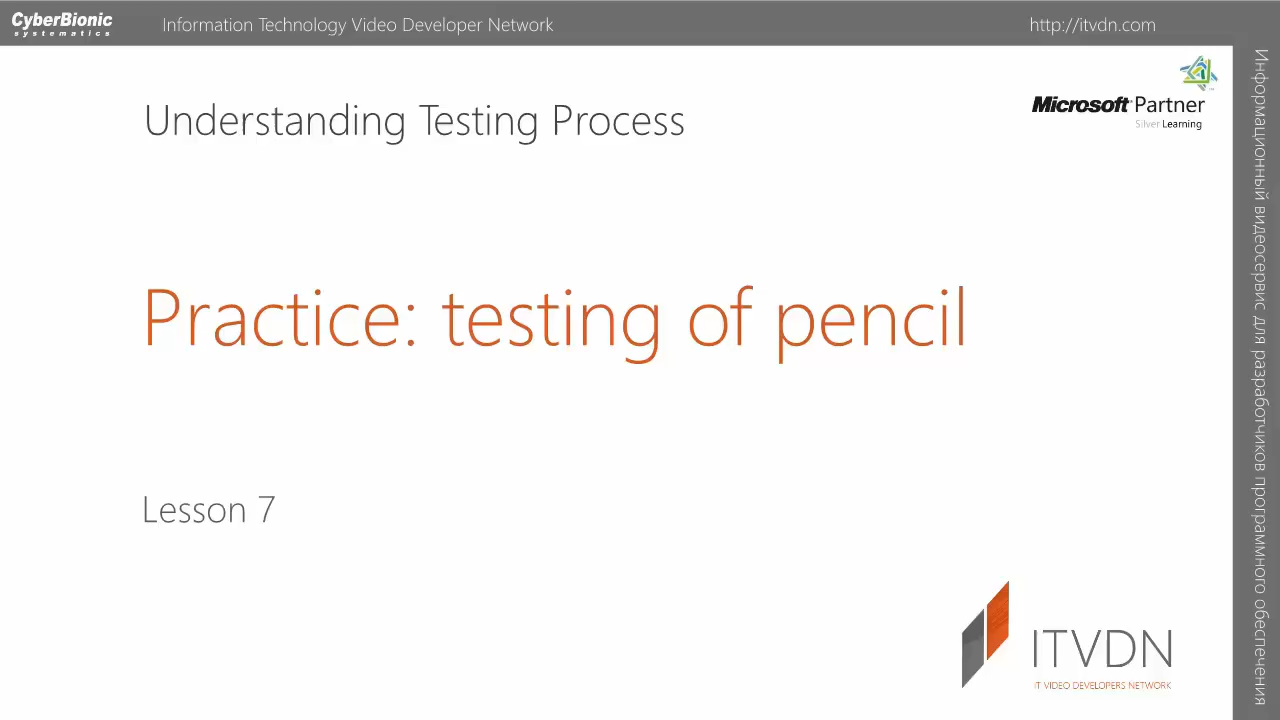 CyberBionic
systematics
Information Technology Video Developer Network
http://itvdn.com
Understanding Testing Process
Microsoft Partner
Silver Learning
Practice: testing of pencil
Lesson 7
ITVDN
IT VIDEO DEVELOPERS NETWORK
Информационный видеосервис для разработчиков программного обеспечения